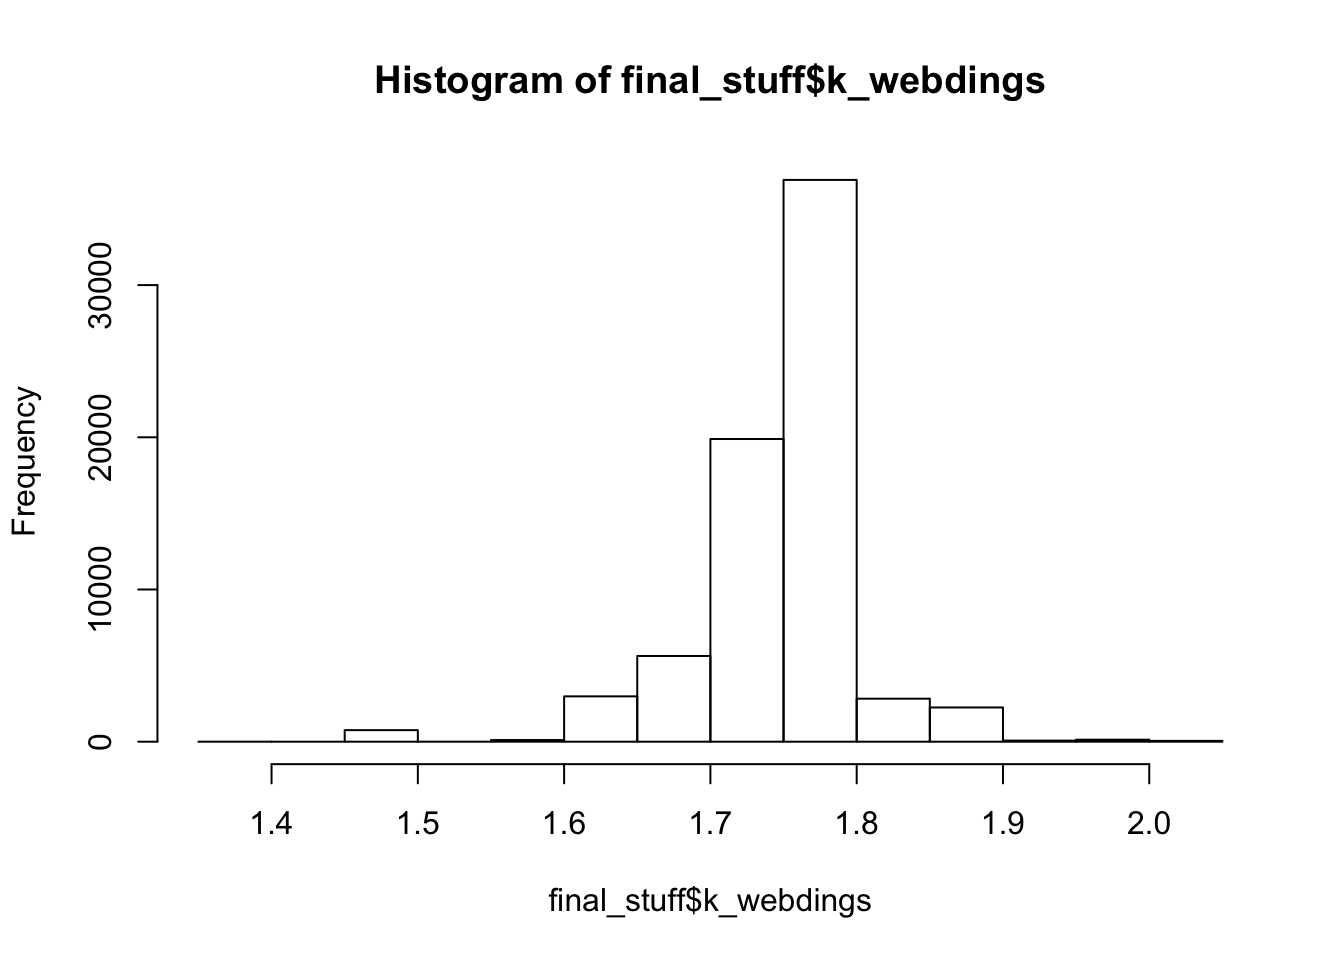 Histogram of final_stuff$k_webdings
Frequency
30000
20000
10000
0
1.4 1.5 1.6 1.7 1.8 1.9 2.0
final_stuff$k_webdings